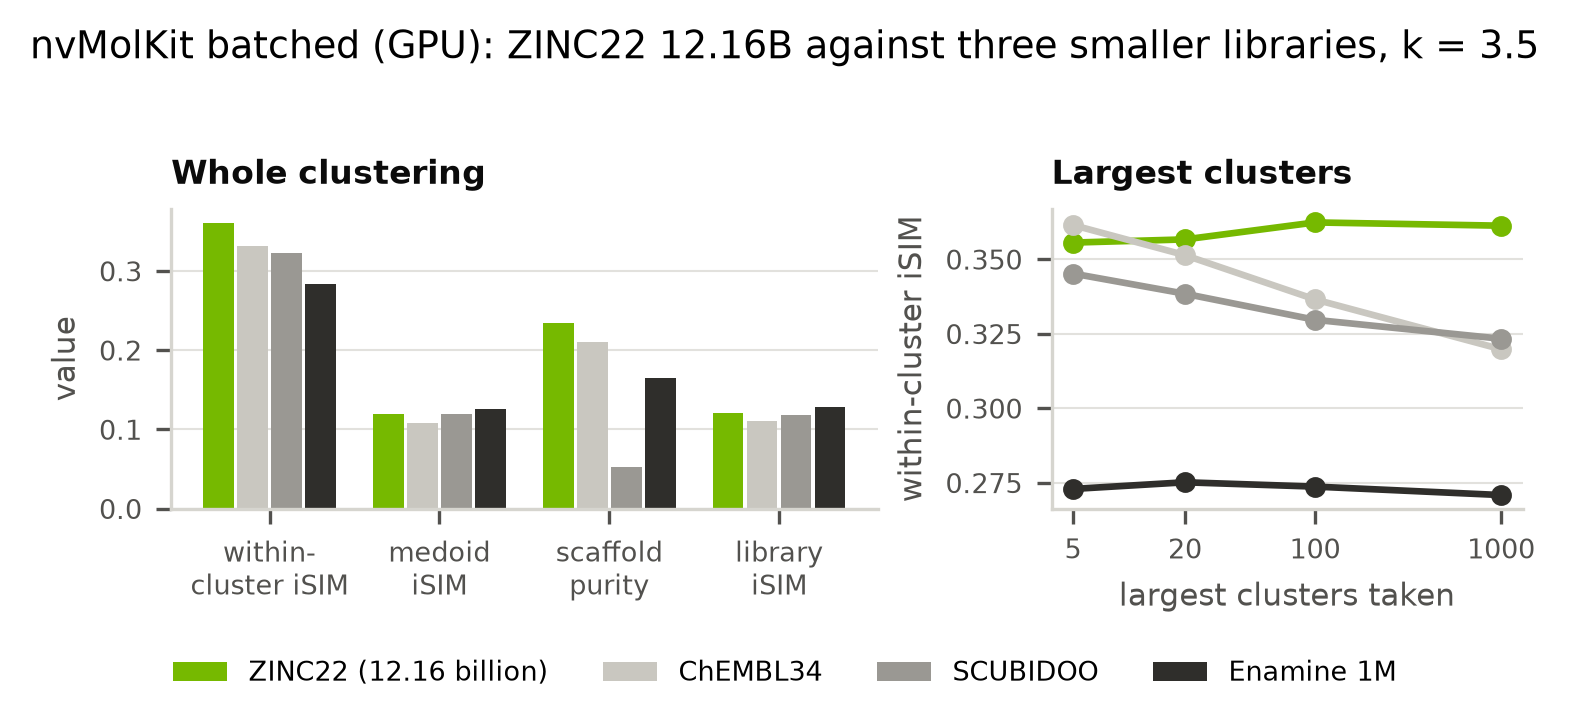 nvMolKit batched (GPU): ZINC22 12.16B against three smaller libraries, k = 3.5
Whole clustering
value
0.3
0.2
0.1
0.0
within-
cluster iSIM
medoid
iSIM
scaffold
purity
library
iSIM
Largest clusters
within-cluster iSIM
0.350
0.325
0.300
0.275
5
20
100
1000
largest clusters taken
ZINC22 (12.16 billion)
ChEMBL34
SCUBIDOO
Enamine 1M